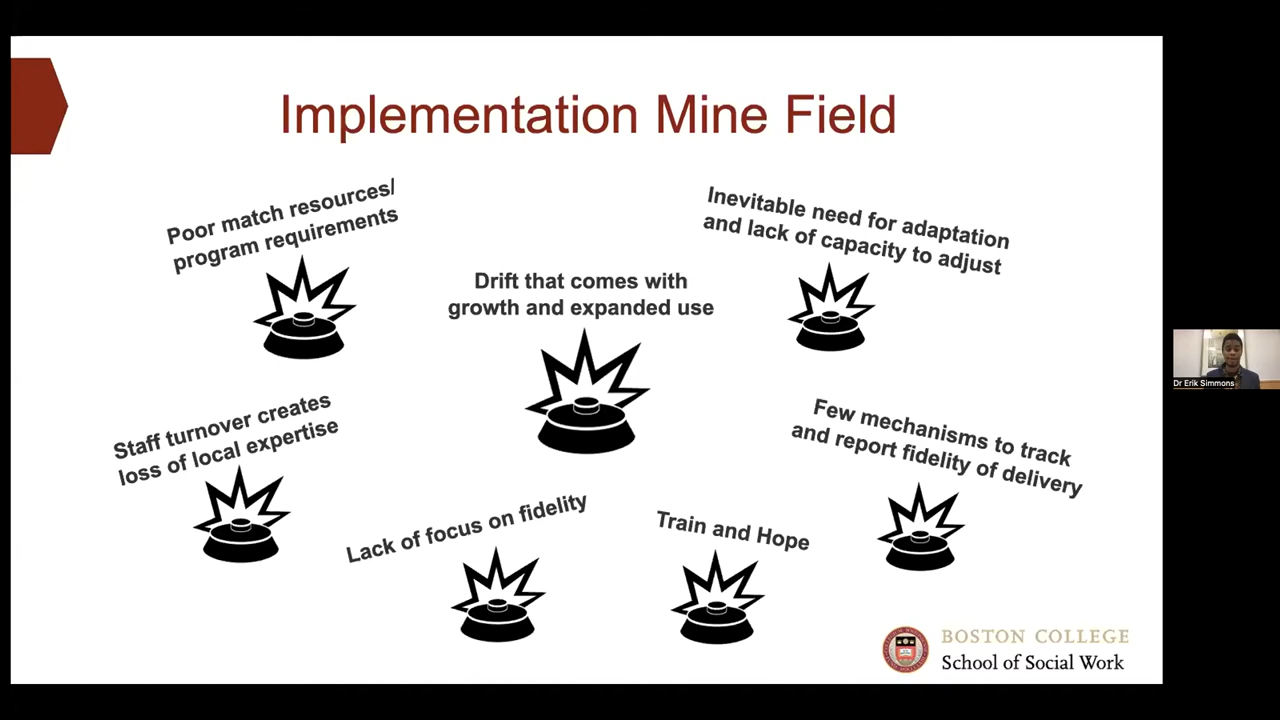 Implementation Mine Field
Poor match resources/
program requirements
Inevitable need for adaptation
and lack of capacity to adjust
Drift that comes with
growth and expanded use
Staff turnover creates
loss of local expertise
Few mechanisms to track
and report fidelity of delivery
Lack of focus on fidelity
Train and Hope
BOSTON COLLEGE
School of Social Work
Dr Erik Simmons